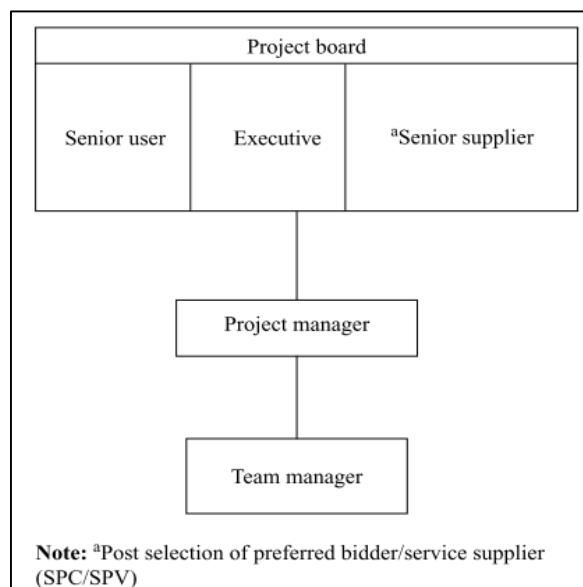 Project board
Senior user
Executive
ᵃSenior supplier
Project manager
Team manager
Note: ᵃPost selection of preferred bidder/service supplier
(SPC/SPV)